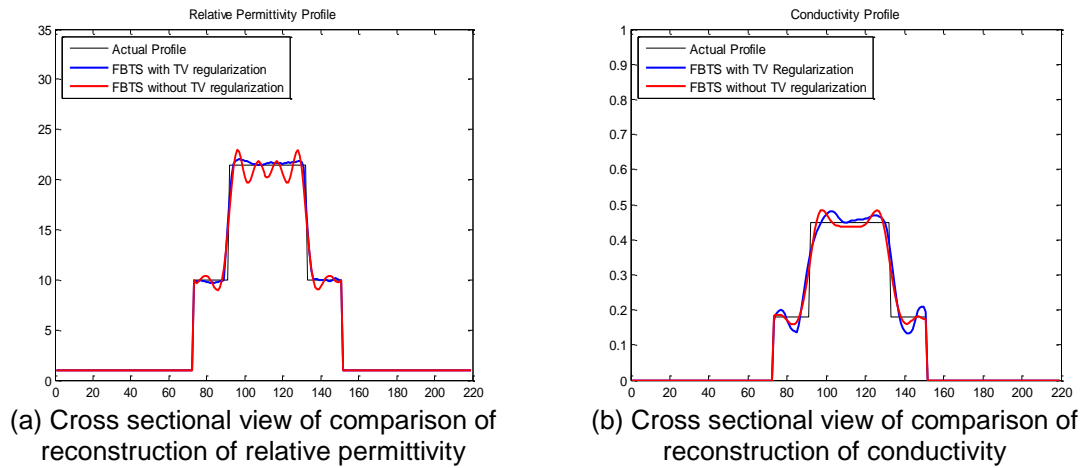 Relative Permittivity Profile
35
30
25
20
15
10
5
0
0 20 40 60 80 100 120 140 160 180 200 220
Actual Profile
FBTS with TV regularization
FBTS without TV regularization
(a) Cross sectional view of comparison of
reconstruction of relative permittivity
Conductivity Profile
1
0.9
0.8
0.7
0.6
0.5
0.4
0.3
0.2
0.1
0
0 20 40 60 80 100 120 140 160 180 200 220
Actual Profile
FBTS with TV Regularization
FBTS without TV regularization
(b) Cross sectional view of comparison of
reconstruction of conductivity